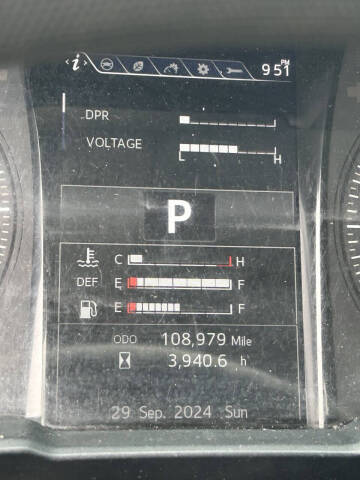 i PM 9 51
DPR
VOLTAGE
L H
P
C H
DEF E F
E F
ODO 108,979 Mile
3,940.6 h
29 Sep. 2024 Sun